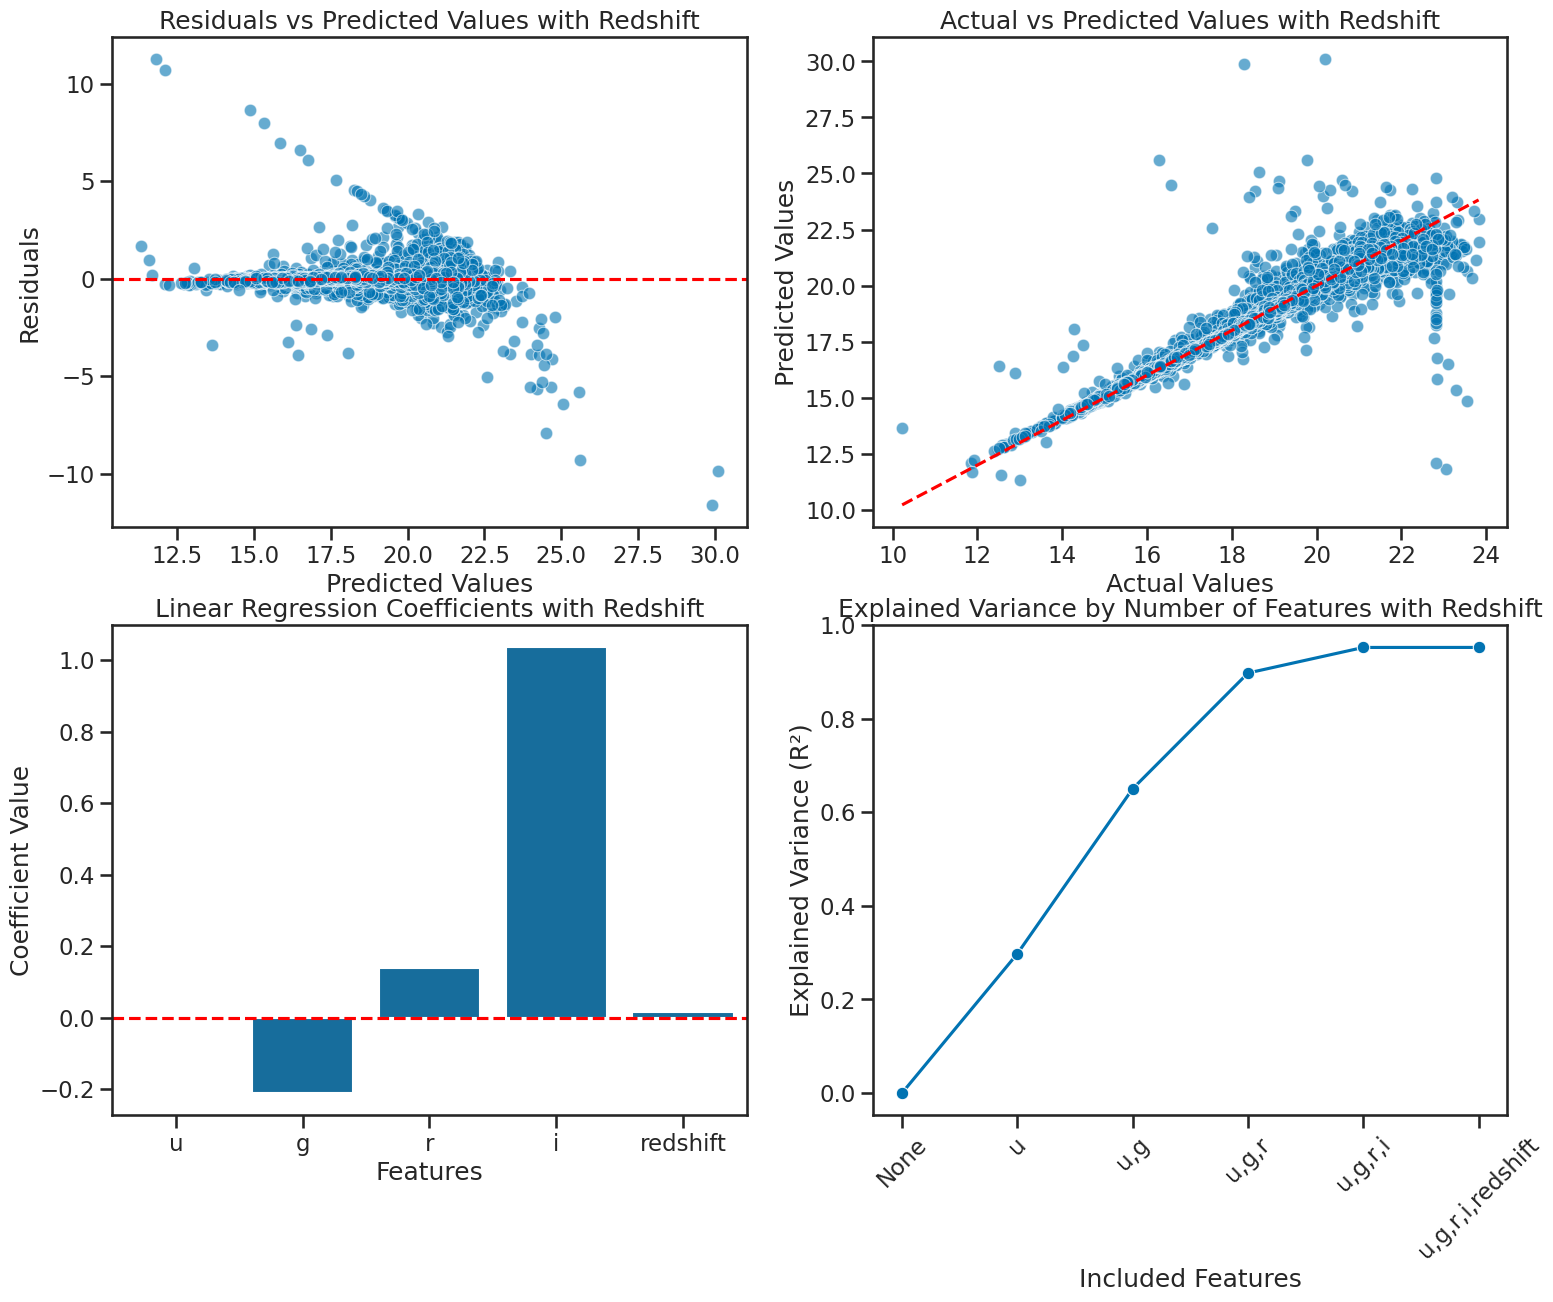 Residuals vs Predicted Values with Redshift
10
5
0
−5
−10
Residuals
12.5 15.0 17.5 20.0 22.5 25.0 27.5 30.0
Predicted Values
Actual vs Predicted Values with Redshift
30.0
27.5
25.0
22.5
20.0
17.5
15.0
12.5
10.0
Predicted Values
10 12 14 16 18 20 22 24
Actual Values
Linear Regression Coefficients with Redshift
1.0
0.8
0.6
0.4
0.2
0.0
−0.2
Coefficient Value
u g r i redshift
Features
Explained Variance by Number of Features with Redshift
1.0
0.8
0.6
0.4
0.2
0.0
Explained Variance (R²)
None
u
u,g
u,g,r
u,g,r,i
u,g,r,i,redshift
Included Features